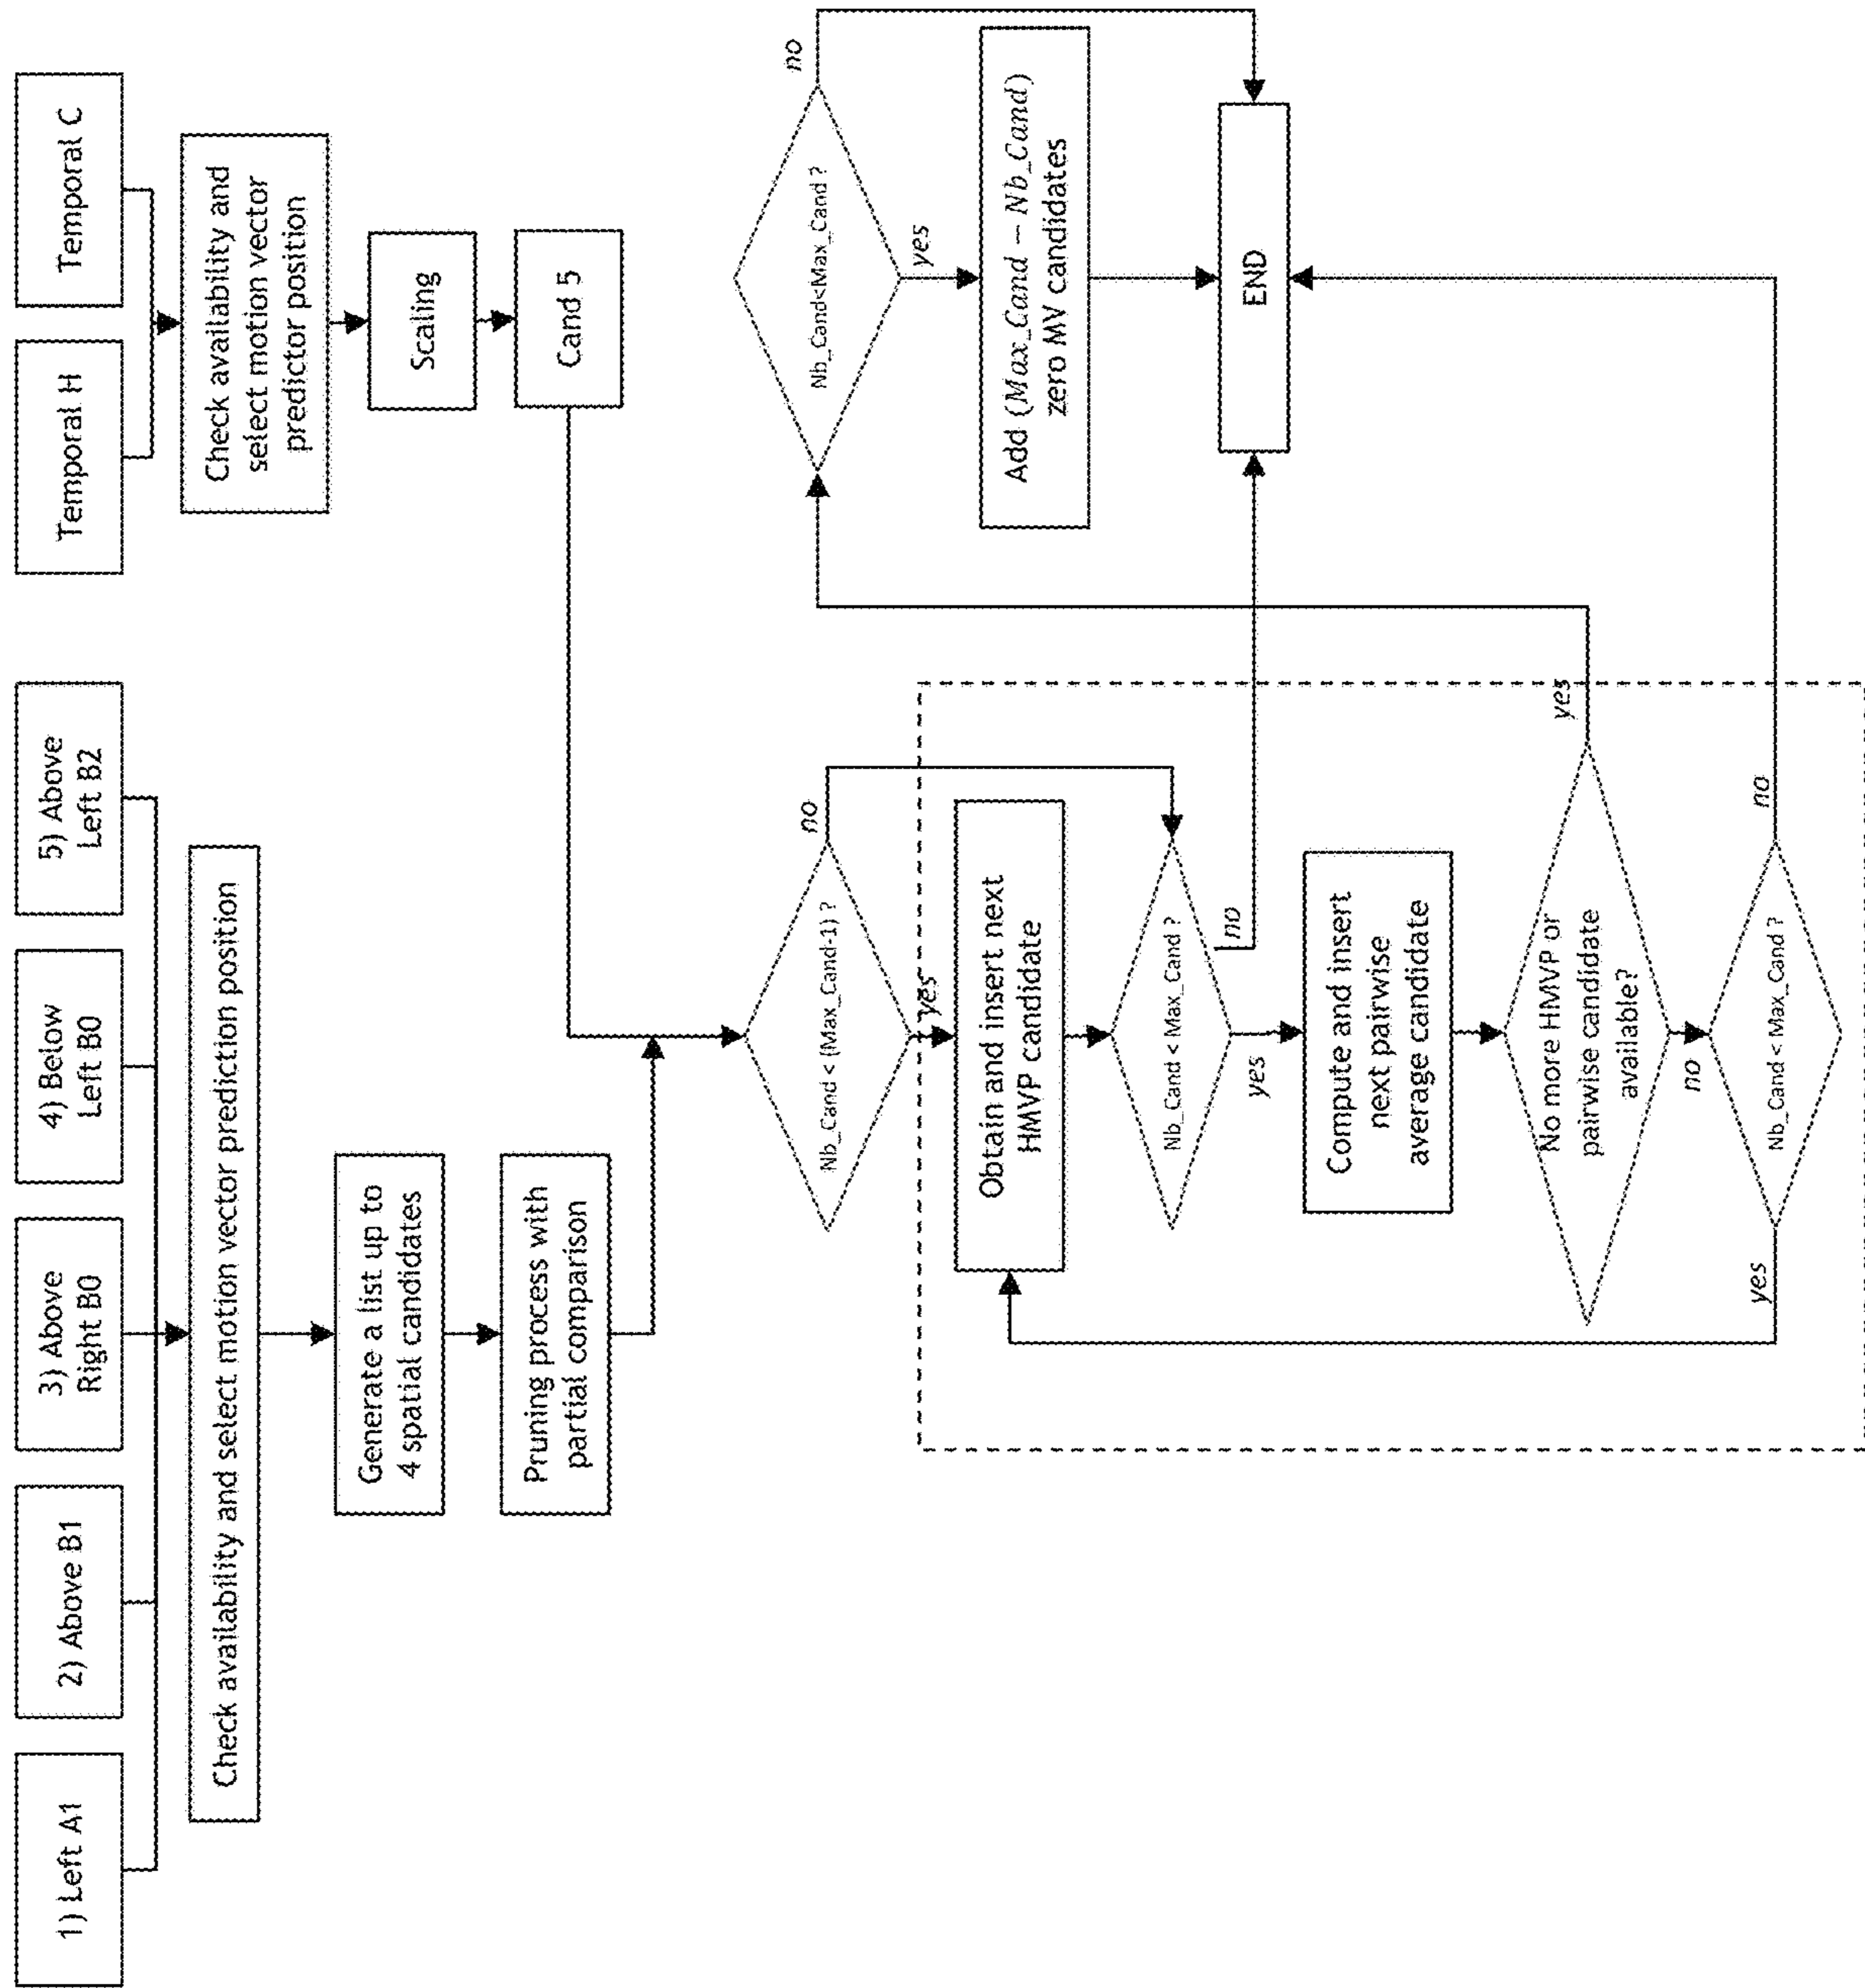 1) Left A1
2) Above B1
3) Above
Right B0
4) Below
Left B0
5) Above
Left B2
Temporal H
Temporal C
Check availability and select motion vector prediction position
Check availability and
select motion vector
predictor position
Generate a list up to
4 spatial candidates
Scaling
Pruning process with
partial comparison
Cand 5
Nb_Cand < (Max_Cand-1) ?
no
yes
Nb_Cand<Max_Cand ?
no
yes
Obtain and insert next
HMVP candidate
Add (Max_Cand − Nb_Cand)
zero MV candidates
Nb_Cand < Max_Cand ?
no
yes
END
Compute and insert
next pairwise
average candidate
No more HMVP or
pairwise candidate
available?
yes
no
Nb_Cand < Max_Cand ?
yes
no